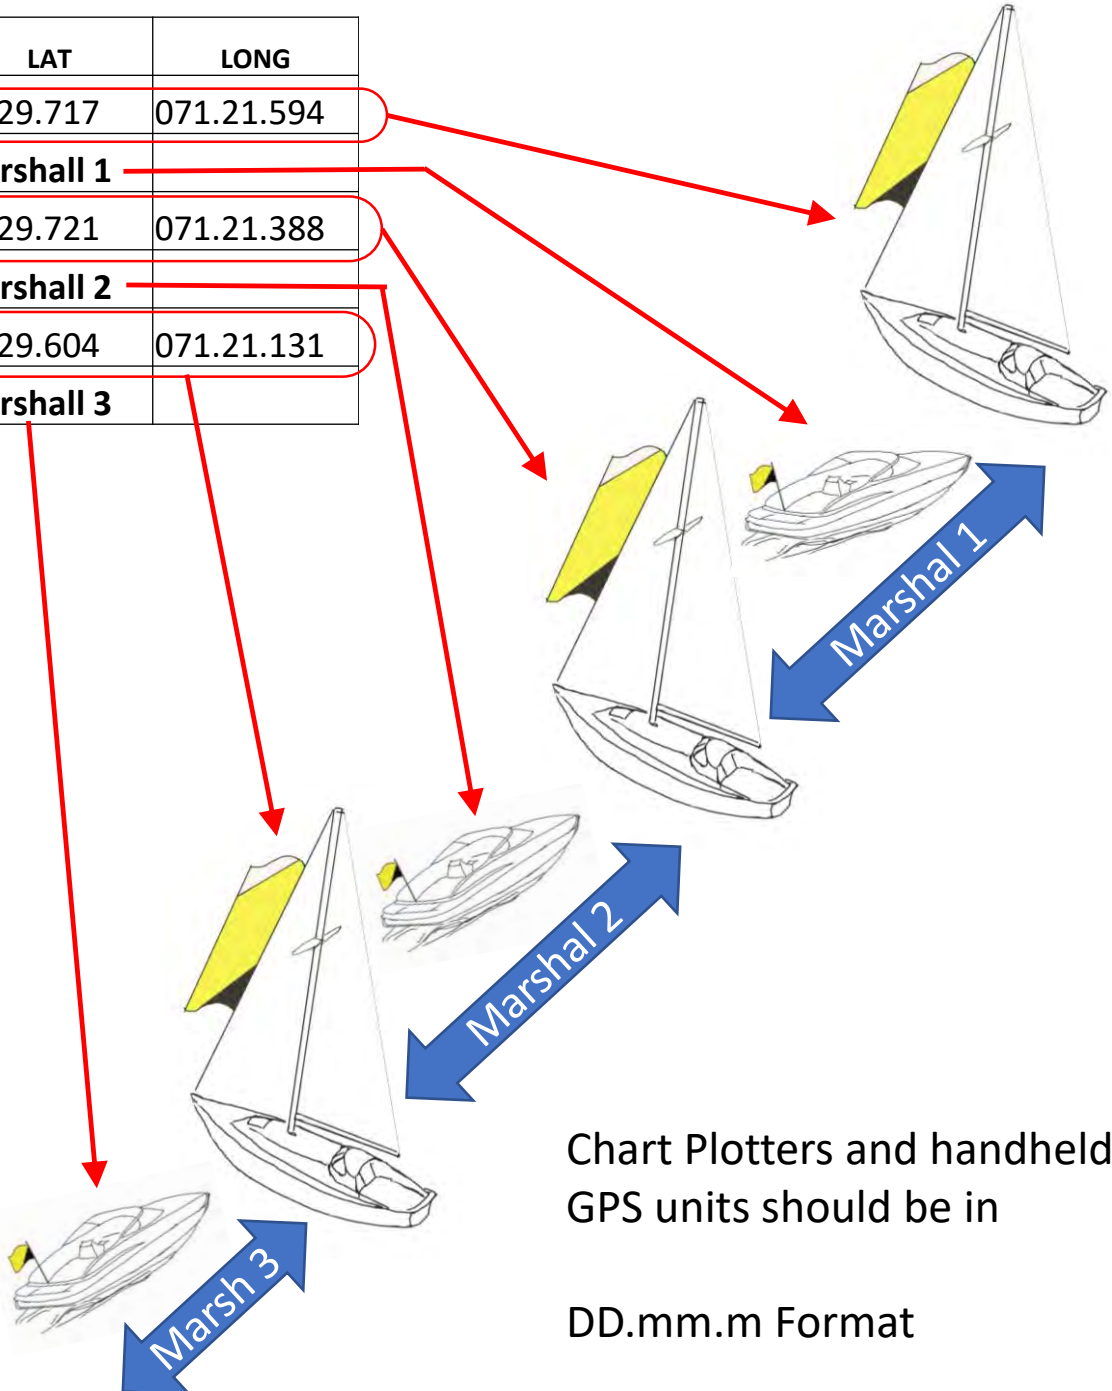 LAT LONG
29.717 071.21.594
rshall 1
29.721 071.21.388
rshall 2
29.604 071.21.131
rshall 3
Marshal 1
Marshal 2
Marsh 3
Chart Plotters and handheld
GPS units should be in
DD.mm.m Format